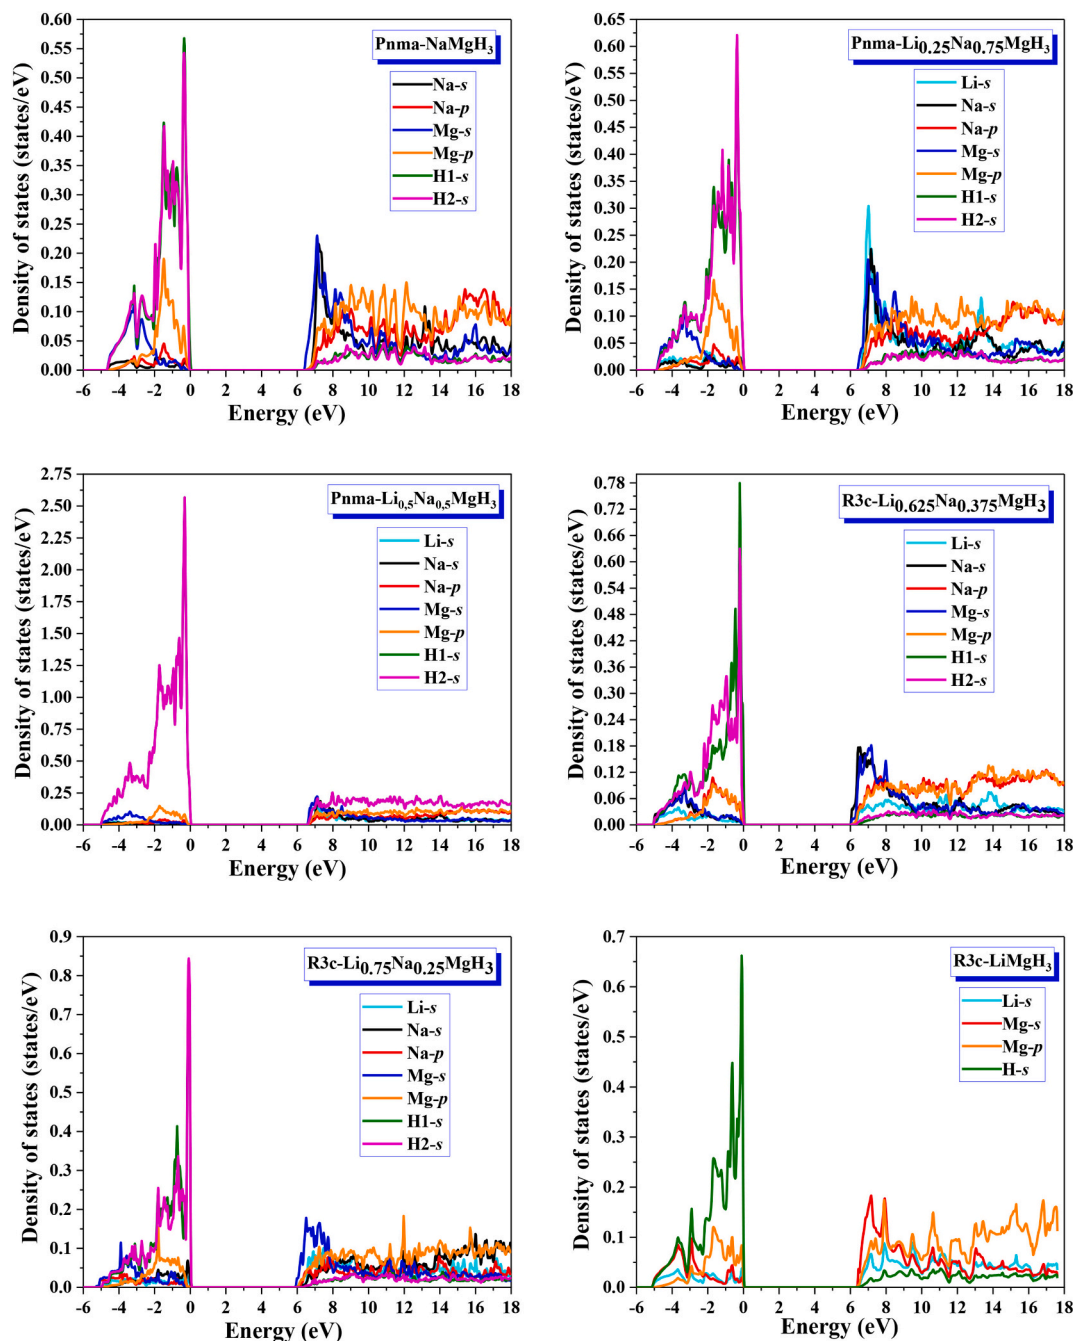 Pnma-NaMgH3
Na-s
Na-p
Mg-s
Mg-p
H1-s
H2-s
Density of states (states/eV)
0.60
0.55
0.50
0.45
0.40
0.35
0.30
0.25
0.20
0.15
0.10
0.05
0.00
-6 -4 -2 0 2 4 6 8 10 12 14 16 18
Energy (eV)
Pnma-Li0.25Na0.75MgH3
Li-s
Na-s
Na-p
Mg-s
Mg-p
H1-s
H2-s
Density of states (states/eV)
0.65
0.60
0.55
0.50
0.45
0.40
0.35
0.30
0.25
0.20
0.15
0.10
0.05
0.00
-6 -4 -2 0 2 4 6 8 10 12 14 16 18
Energy (eV)
Pnma-Li0,5Na0,5MgH3
Li-s
Na-s
Na-p
Mg-s
Mg-p
H1-s
H2-s
Density of states (states/eV)
2.75
2.50
2.25
2.00
1.75
1.50
1.25
1.00
0.75
0.50
0.25
0.00
-6 -4 -2 0 2 4 6 8 10 12 14 16 18
Energy (eV)
R3c-Li0.625Na0.375MgH3
Li-s
Na-s
Na-p
Mg-s
Mg-p
H1-s
H2-s
Density of states (states/eV)
0.78
0.72
0.66
0.60
0.54
0.48
0.42
0.36
0.30
0.24
0.18
0.12
0.06
0.00
-6 -4 -2 0 2 4 6 8 10 12 14 16 18
Energy (eV)
R3c-Li0.75Na0.25MgH3
Li-s
Na-s
Na-p
Mg-s
Mg-p
H1-s
H2-s
Density of states (states/eV)
0.9
0.8
0.7
0.6
0.5
0.4
0.3
0.2
0.1
0.0
-6 -4 -2 0 2 4 6 8 10 12 14 16 18
Energy (eV)
R3c-LiMgH3
Li-s
Mg-s
Mg-p
H-s
Density of states (states/eV)
0.7
0.6
0.5
0.4
0.3
0.2
0.1
0.0
-6 -4 -2 0 2 4 6 8 10 12 14 16 18
Energy (eV)